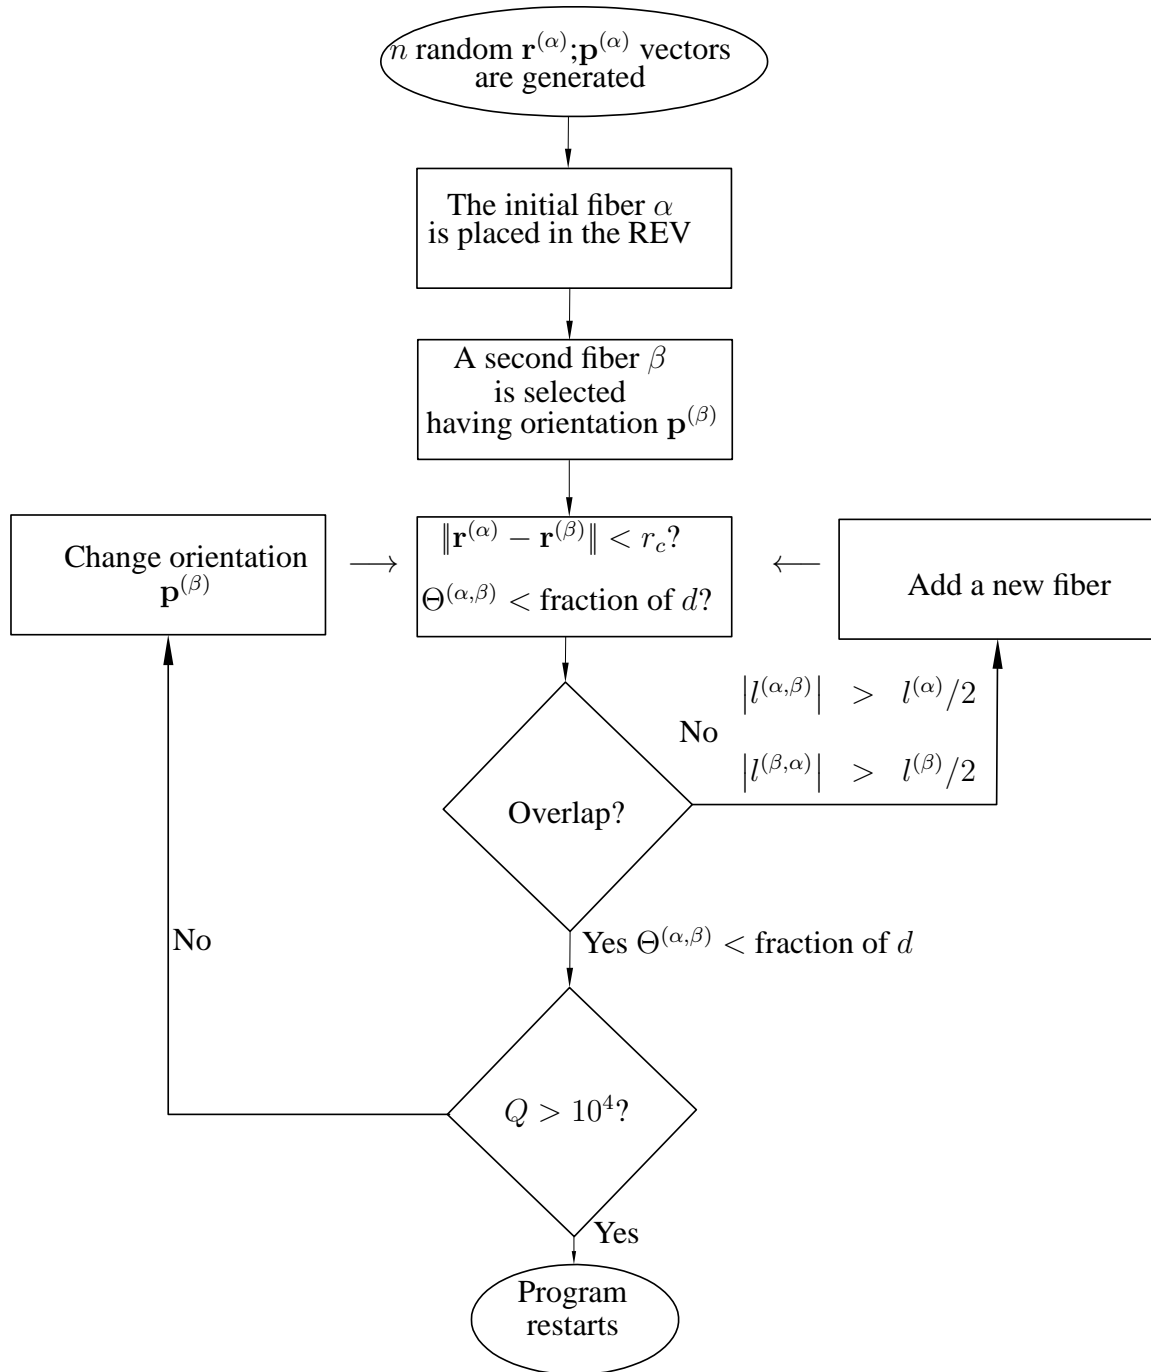 n random r^(α);p^(α) vectors
are generated
The initial fiber α
is placed in the REV
A second fiber β
is selected
having orientation p^(β)
Change orientation
p^(β)
⟶
‖r^(α) − r^(β)‖ < r_c?
Θ^(α,β) < fraction of d?
⟵
Add a new fiber
|l^(α,β)| > l^(α)/2
No
|l^(β,α)| > l^(β)/2
Overlap?
No
Yes Θ^(α,β) < fraction of d
Q > 10^4?
Yes
Program
restarts